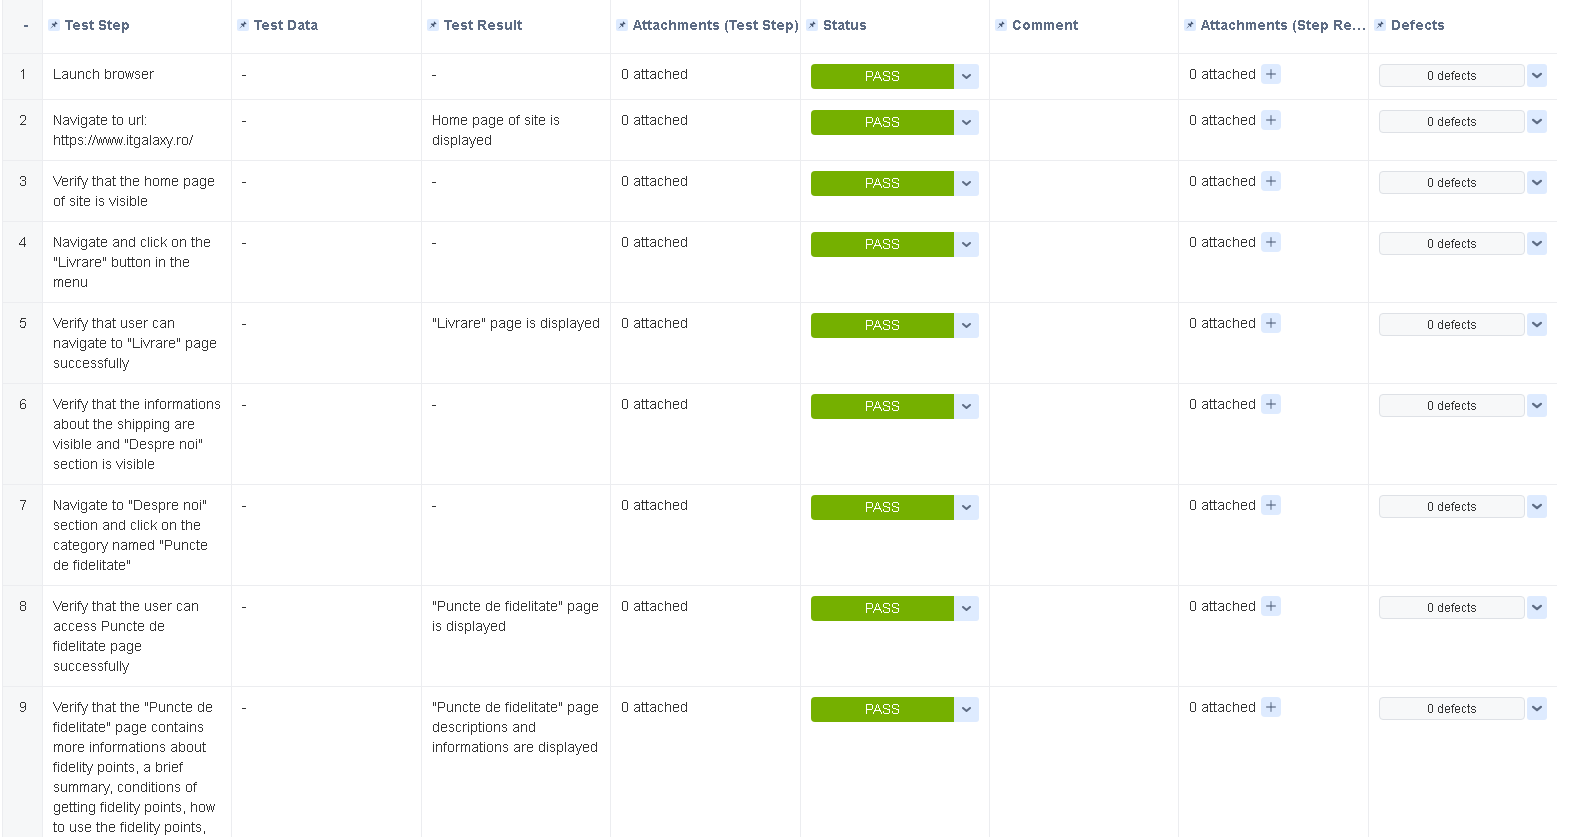 - Test Step Test Data Test Result Attachments (Test Step) Status Comment Attachments (Step Re... Defects
1 Launch browser - - 0 attached PASS 0 attached 0 defects
2 Navigate to url: - Home page of site is 0 attached PASS 0 attached 0 defects
https://www.itgalaxy.ro/ displayed
3 Verify that the home page - - 0 attached PASS 0 attached 0 defects
of site is visible
4 Navigate and click on the - - 0 attached PASS 0 attached 0 defects
"Livrare" button in the
menu
5 Verify that user can - "Livrare" page is displayed 0 attached PASS 0 attached 0 defects
navigate to "Livrare" page
successfully
6 Verify that the informations - - 0 attached PASS 0 attached 0 defects
about the shipping are
visible and "Despre noi"
section is visible
7 Navigate to "Despre noi" - - 0 attached PASS 0 attached 0 defects
section and click on the
category named "Puncte
de fidelitate"
8 Verify that the user can - "Puncte de fidelitate" page 0 attached PASS 0 attached 0 defects
access Puncte de is displayed
fidelitate page
successfully
9 Verify that the "Puncte de - "Puncte de fidelitate" page 0 attached PASS 0 attached 0 defects
fidelitate" page contains descriptions and
more informations about informations are displayed
fidelity points, a brief
summary, conditions of
getting fidelity points, how
to use the fidelity points,